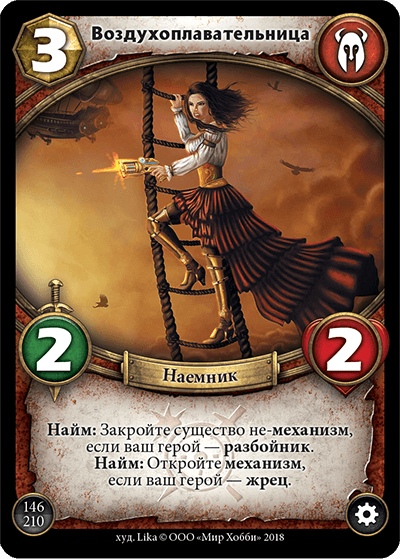 3
Воздухоплавательница
2
2
Наемник
Найм: Закройте существо не-механизм,
если ваш герой — разбойник.
Найм: Откройте механизм,
если ваш герой — жрец.
146
210
худ. Lika © ООО «Мир Хобби» 2018